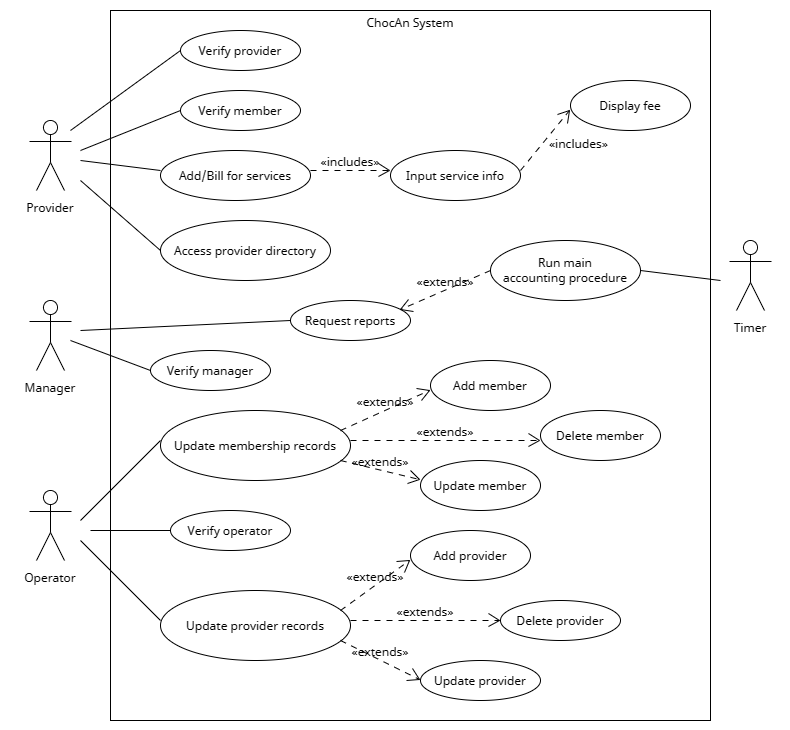 ChocAn System
Verify provider
Verify member
Display fee
«includes»
«includes»
Add/Bill for services
Input service info
Provider
Access provider directory
Run main
accounting procedure
«extends»
Request reports
Timer
Verify manager
Manager
Add member
«extends»
Update membership records
«extends»
Delete member
«extends»
Update member
Verify operator
Operator
Add provider
«extends»
Update provider records
«extends»
Delete provider
«extends»
Update provider